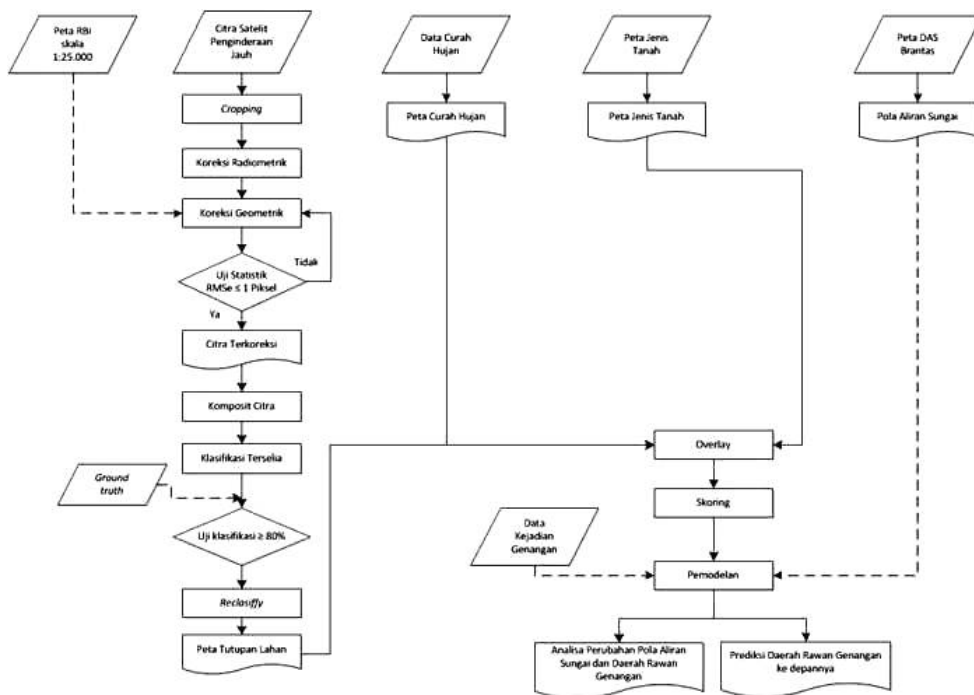 Peta RBI
skala
1:25.000
Citra Satelit
Penginderaan
Jauh
Data Curah
Hujan
Peta Jenis
Tanah
Peta DAS
Brantas
Cropping
Peta Curah Hujan
Peta Jenis Tanah
Pola Aliran Sungai
Koreksi Radiometrik
Koreksi Geometrik
Tidak
Uji Statistik
RMSe ≤ 1 Piksel
Ya
Citra Terkoreksi
Komposit Citra
Klasifikasi Terselia
Overlay
Ground
truth
Skoring
Uji klasifikasi ≥ 80%
Data
Kejadian
Genangan
Pemodelan
Reclasiffy
Peta Tutupan Lahan
Analisa Perubahan Pola Aliran
Sungai dan Daerah Rawan
Genangan
Prediksi Daerah Rawan Genangan
ke depannya